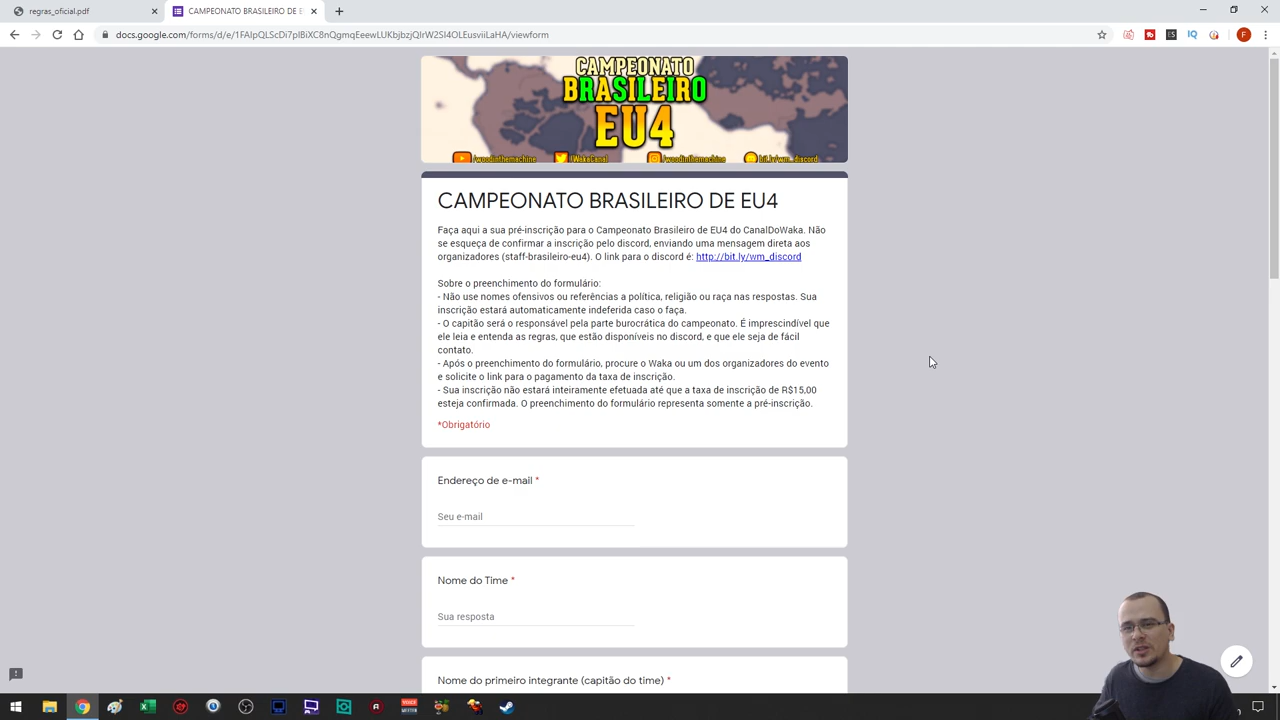 regras_oficial.pdf
CAMPEONATO BRASILEIRO DE EU4
docs.google.com/forms/d/e/1FAIpQLScDi7pIBiXC8nQgmqEeewLUKbjbzjQIrW2SI4OLEusviiLaHA/viewform
CAMPEONATO
BRASILEIRO
EU4
/woodinthemachine
/WakaCanal
/woodinthemachine
bit.ly/wm_discord
CAMPEONATO BRASILEIRO DE EU4
Faça aqui a sua pré-inscrição para o Campeonato Brasileiro de EU4 do CanalDoWaka. Não
se esqueça de confirmar a inscrição pelo discord, enviando uma mensagem direta aos
organizadores (staff-brasileiro-eu4). O link para o discord é: http://bit.ly/wm_discord
Sobre o preenchimento do formulário:
- Não use nomes ofensivos ou referências a política, religião ou raça nas respostas. Sua
inscrição estará automaticamente indeferida caso o faça.
- O capitão será o responsável pela parte burocrática do campeonato. É imprescindível que
ele leia e entenda as regras, que estão disponíveis no discord, e que ele seja de fácil
contato.
- Após o preenchimento do formulário, procure o Waka ou um dos organizadores do evento
e solicite o link para o pagamento da taxa de inscrição.
- Sua inscrição não estará inteiramente efetuada até que a taxa de inscrição de R$15,00
esteja confirmada. O preenchimento do formulário representa somente a pré-inscrição.
*Obrigatório
Endereço de e-mail *
Seu e-mail
Nome do Time *
Sua resposta
Nome do primeiro integrante (capitão do time) *